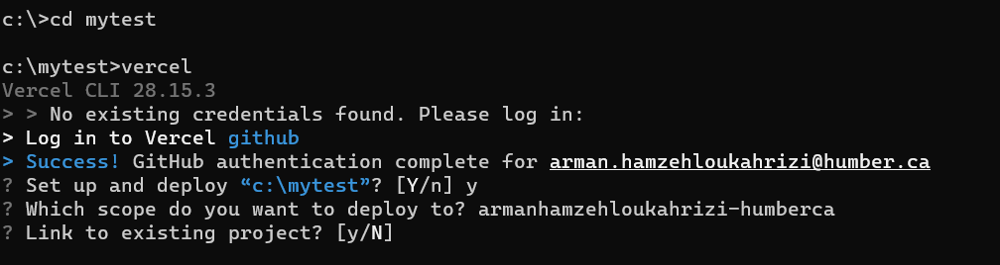 c:\>cd mytest
c:\mytest>vercel
Vercel CLI 28.15.3
> > No existing credentials found. Please log in:
> Log in to Vercel github
> Success! GitHub authentication complete for arman.hamzehloukahrizi@humber.ca
? Set up and deploy “c:\mytest”? [Y/n] y
? Which scope do you want to deploy to? armanhamzehloukahrizi-humberca
? Link to existing project? [y/N]